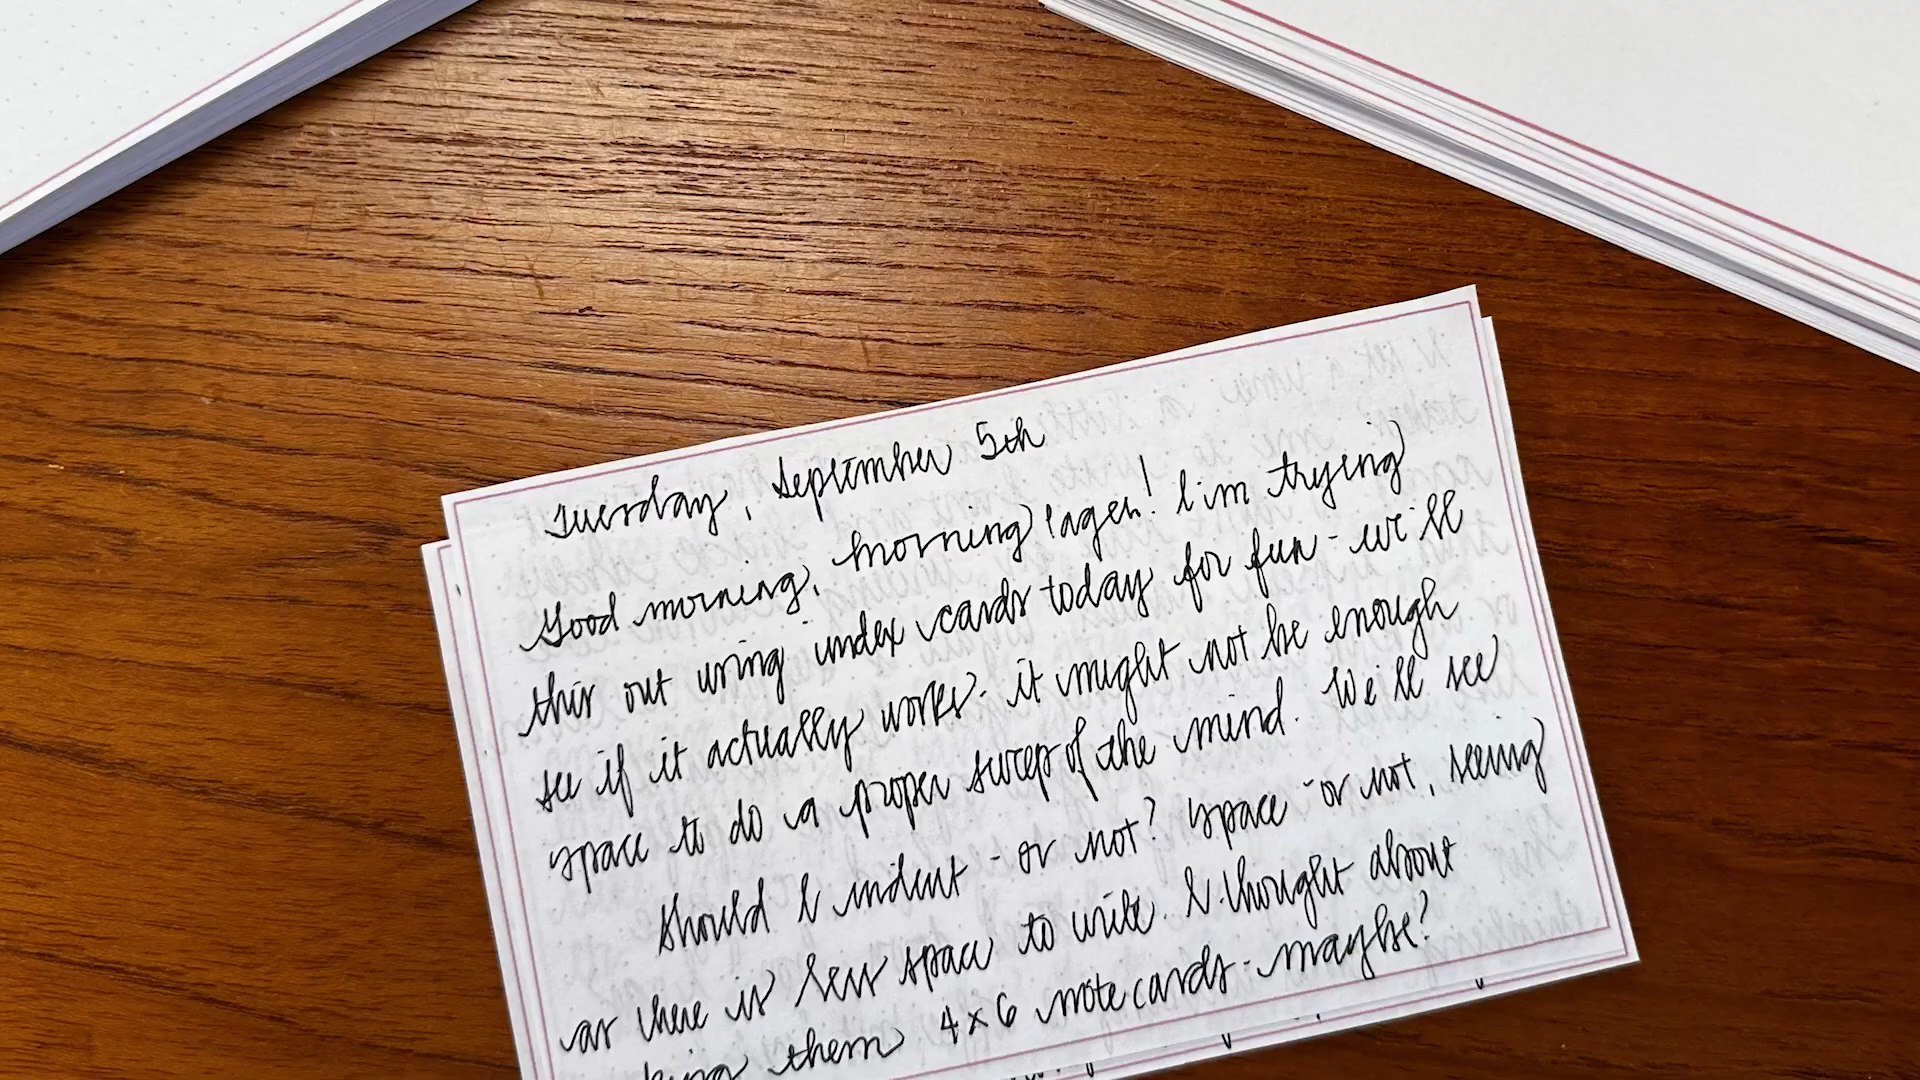 Tuesday, September 5th
Good morning, morning pages! I'm trying
this out using index cards today for fun - we'll
see if it actually works - it might not be enough
space to do a proper sweep of the mind. We'll see
Should I indent - or not? Space - or not, seeing
as there is less space to write. I thought about
them 4x6 notecards - maybe?